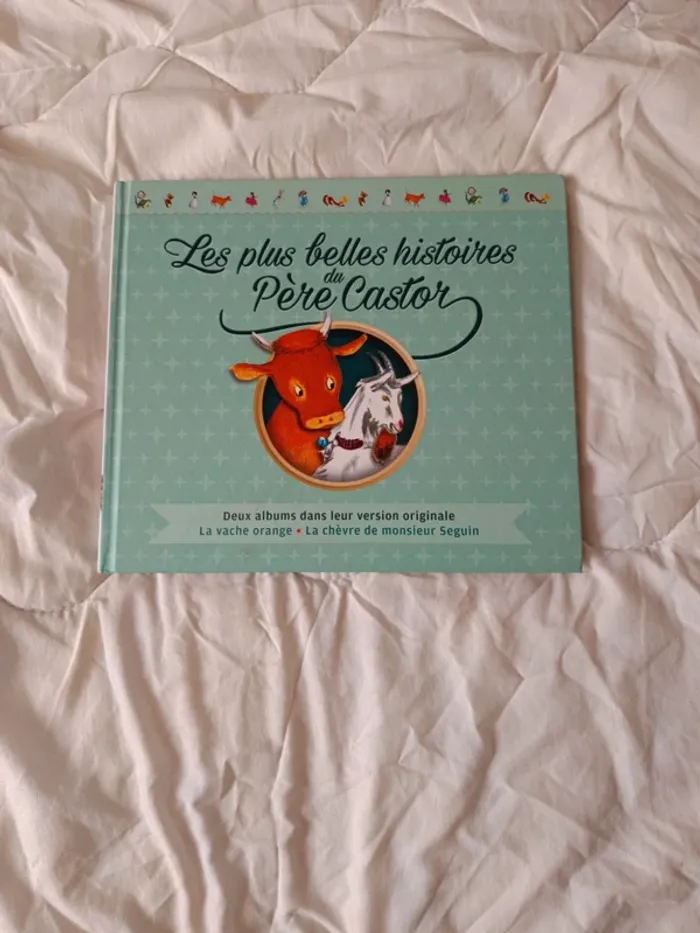 Les plus belles histoires
du
Père Castor
Deux albums dans leur version originale
La vache orange • La chèvre de monsieur Seguin